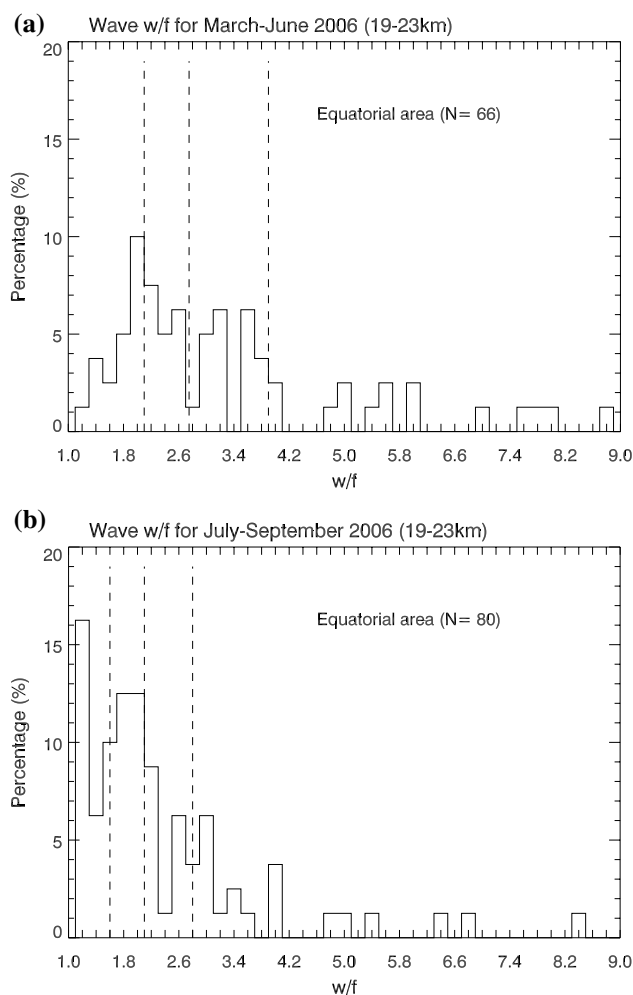 (a)
Wave w/f for March-June 2006 (19-23km)
20
15
10
5
0
Percentage (%)
Equatorial area (N= 66)
1.0 1.8 2.6 3.4 4.2 5.0 5.8 6.6 7.4 8.2 9.0
w/f
(b)
Wave w/f for July-September 2006 (19-23km)
20
15
10
5
0
Percentage (%)
Equatorial area (N= 80)
1.0 1.8 2.6 3.4 4.2 5.0 5.8 6.6 7.4 8.2 9.0
w/f